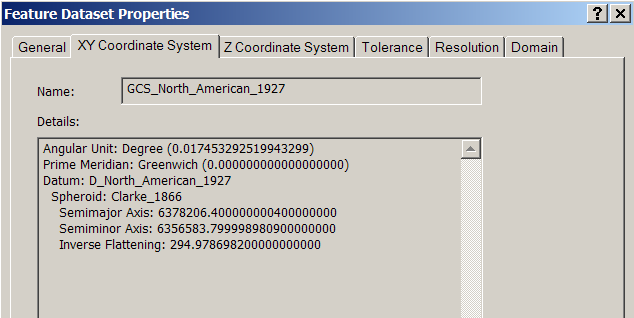 Feature Dataset Properties
General XY Coordinate System Z Coordinate System Tolerance Resolution Domain
Name: GCS_North_American_1927
Details:
Angular Unit: Degree (0.017453292519943299)
Prime Meridian: Greenwich (0.000000000000000000)
Datum: D_North_American_1927
Spheroid: Clarke_1866
Semimajor Axis: 6378206.400000000400000000
Semiminor Axis: 6356583.799998980900000000
Inverse Flattening: 294.978698200000000000